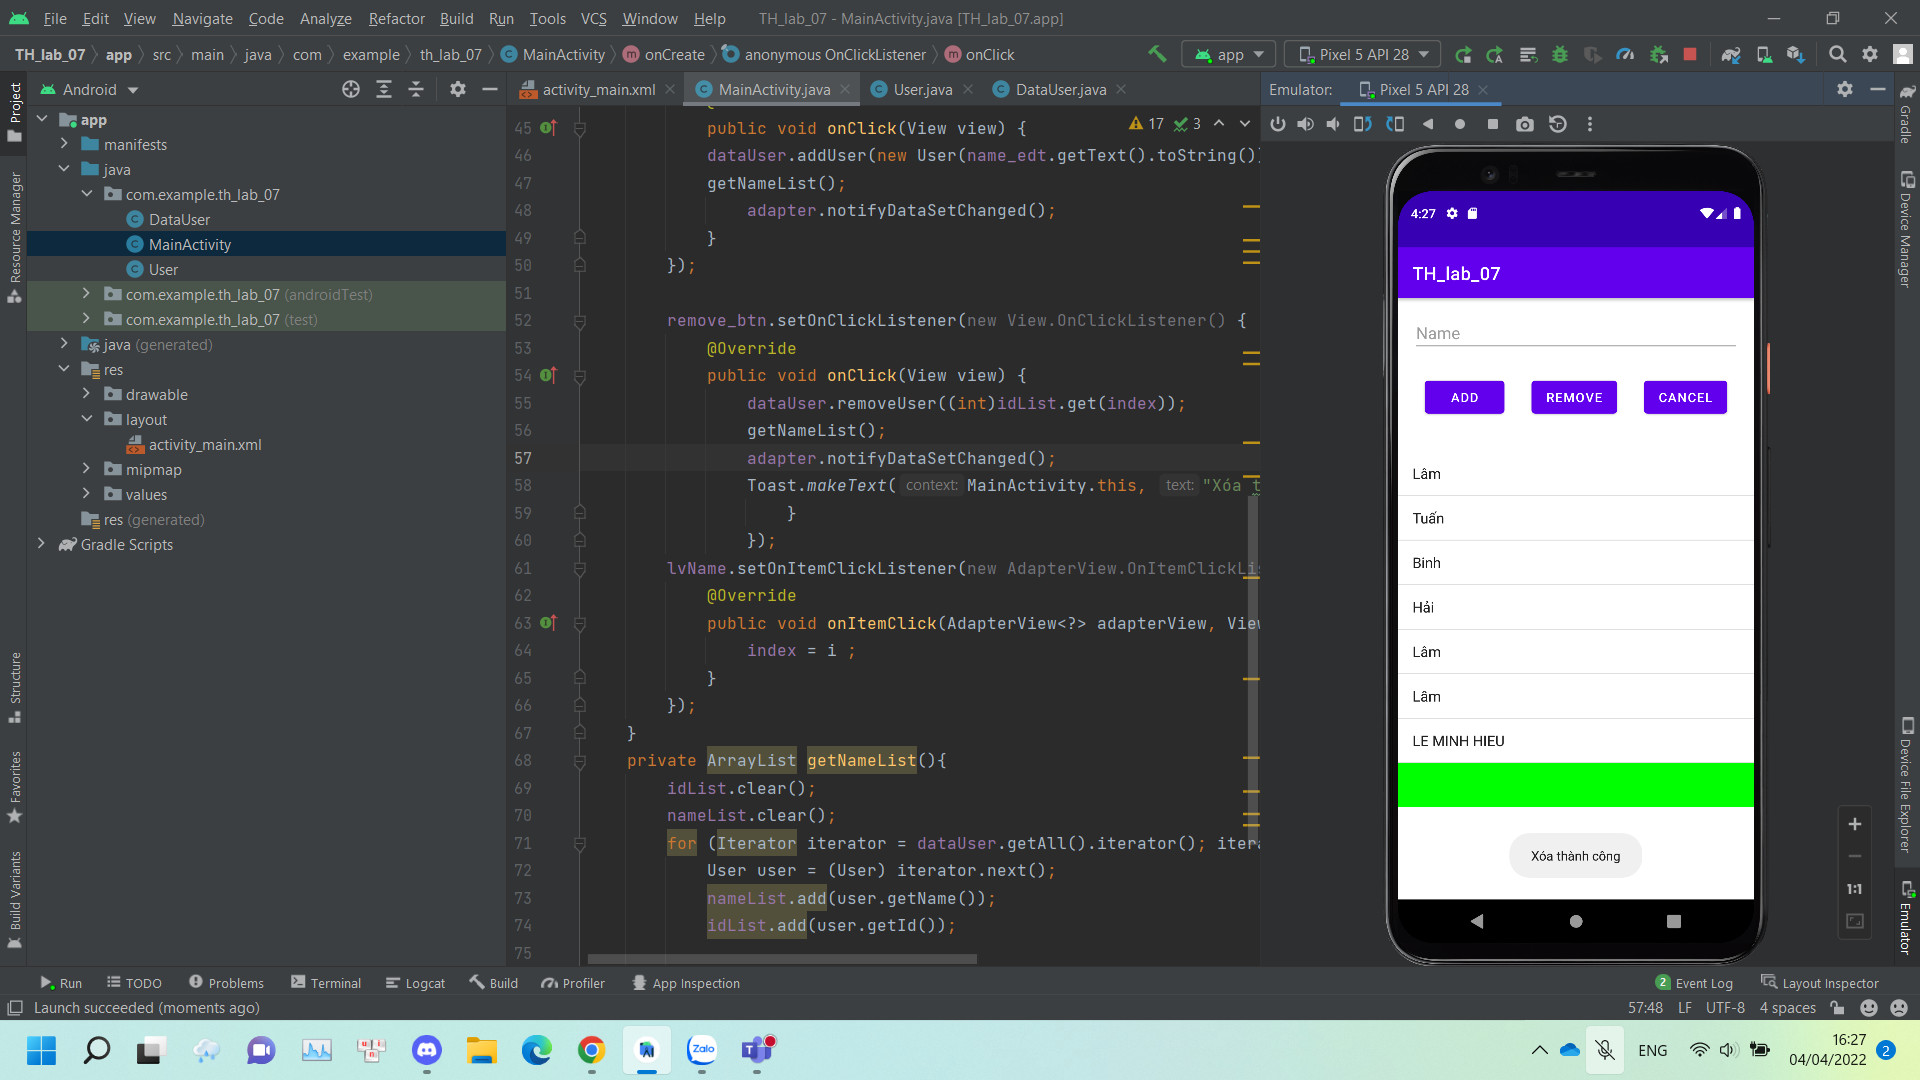 File Edit View Navigate Code Analyze Refactor Build Run Tools VCS Window Help TH_lab_07 - MainActivity.java [TH_lab_07.app]
TH_lab_07 app src main java com example th_lab_07 MainActivity onCreate anonymous OnClickListener onClick app Pixel 5 API 28
Project
Resource Manager
Structure
Favorites
Build Variants
Android
app
manifests
java
com.example.th_lab_07
DataUser
MainActivity
User
com.example.th_lab_07 (androidTest)
com.example.th_lab_07 (test)
java (generated)
res
drawable
layout
activity_main.xml
mipmap
values
res (generated)
Gradle Scripts
activity_main.xml MainActivity.java User.java DataUser.java
17 3
45 public void onClick(View view) {
46 dataUser.addUser(new User(name_edt.getText().toString())
47 getNameList();
48 adapter.notifyDataSetChanged();
49 }
50 });
51
52 remove_btn.setOnClickListener(new View.OnClickListener() {
53 @Override
54 public void onClick(View view) {
55 dataUser.removeUser((int)idList.get(index));
56 getNameList();
57 adapter.notifyDataSetChanged();
58 Toast.makeText( context: MainActivity.this, text: "Xóa t
59 }
60 });
61 lvName.setOnItemClickListener(new AdapterView.OnItemClickLi
62 @Override
63 public void onItemClick(AdapterView<?> adapterView, View
64 index = i ;
65 }
66 });
67 }
68 private ArrayList getNameList(){
69 idList.clear();
70 nameList.clear();
71 for (Iterator iterator = dataUser.getAll().iterator(); itera
72 User user = (User) iterator.next();
73 nameList.add(user.getName());
74 idList.add(user.getId());
75
Emulator: Pixel 5 API 28
4:27
TH_lab_07
Name
ADD REMOVE CANCEL
Lâm
Tuấn
Binh
Hải
Lâm
Lâm
LE MINH HIEU
Xóa thành công
1:1
Gradle
Device Manager
Device File Explorer
Emulator
Run TODO Problems Terminal Logcat Build Profiler App Inspection 2 Event Log Layout Inspector
Launch succeeded (moments ago) 57:48 LF UTF-8 4 spaces
Zalo
ENG
16:27
04/04/2022
2